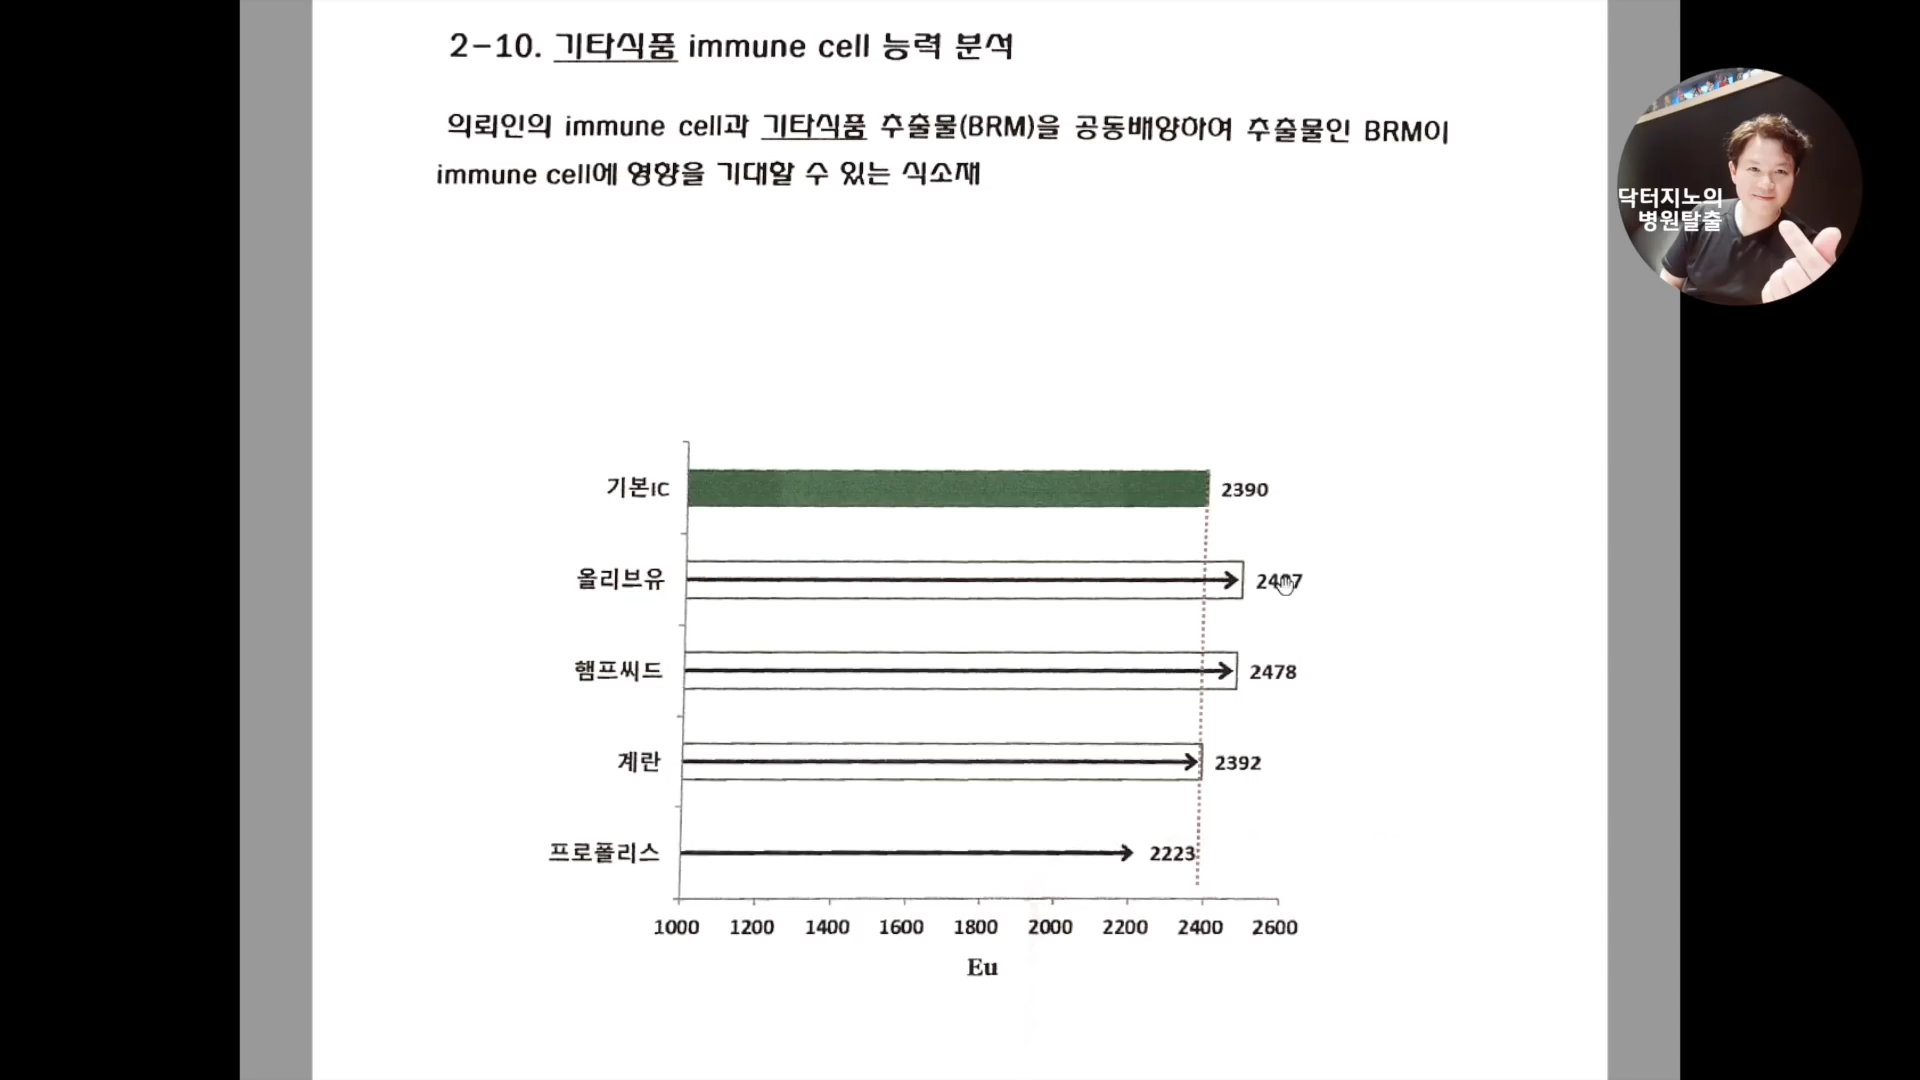 2-10. 기타식품 immune cell 능력 분석
의뢰인의 immune cell과 기타식품 추출물(BRM)을 공동배양하여 추출물인 BRM이
immune cell에 영향을 기대할 수 있는 식소재
닥터지노의
병원탈출
기본IC
2390
올리브유
햄프씨드
2478
계란
2392
프로폴리스
2223
1000 1200 1400 1600 1800 2000 2200 2400 2600
Eu